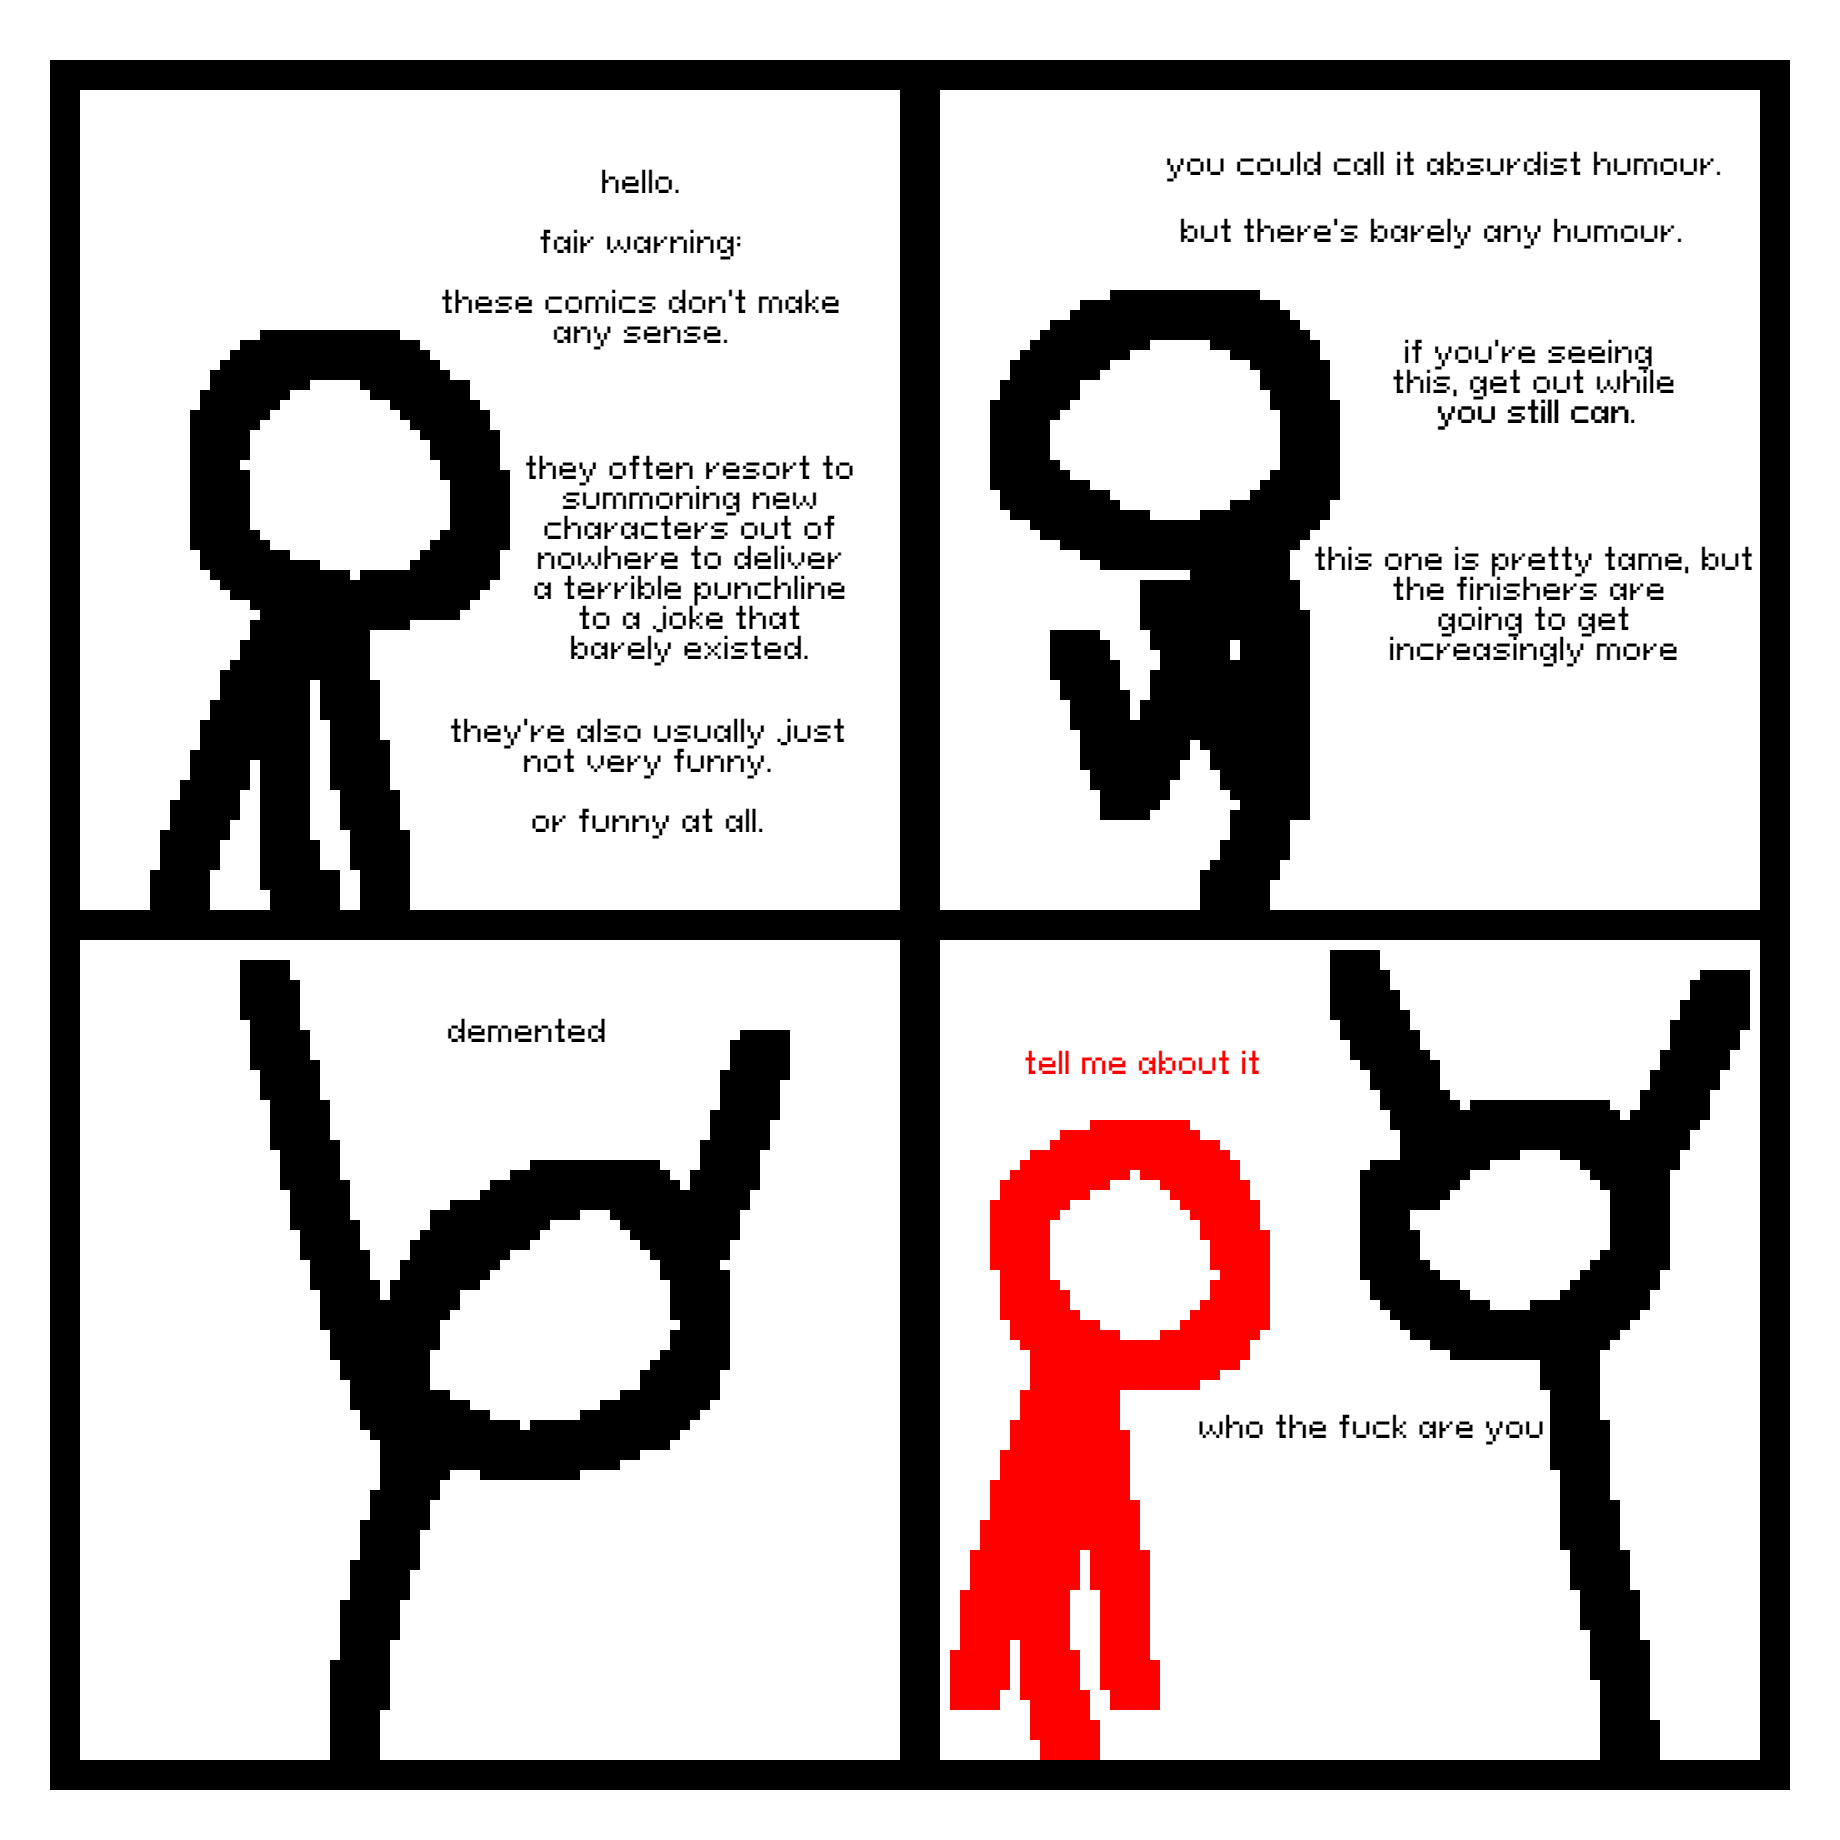 hello.
fair warning:
these comics don't make
any sense.
they often resort to
summoning new
characters out of
nowhere to deliver
a terrible punchline
to a joke that
barely existed.
they're also usually just
not very funny.
or funny at all.
you could call it absurdist humour.
but there's barely any humour.
if you're seeing
this, get out while
you still can.
this one is pretty tame, but
the finishers are
going to get
increasingly more
demented
tell me about it
who the fuck are you